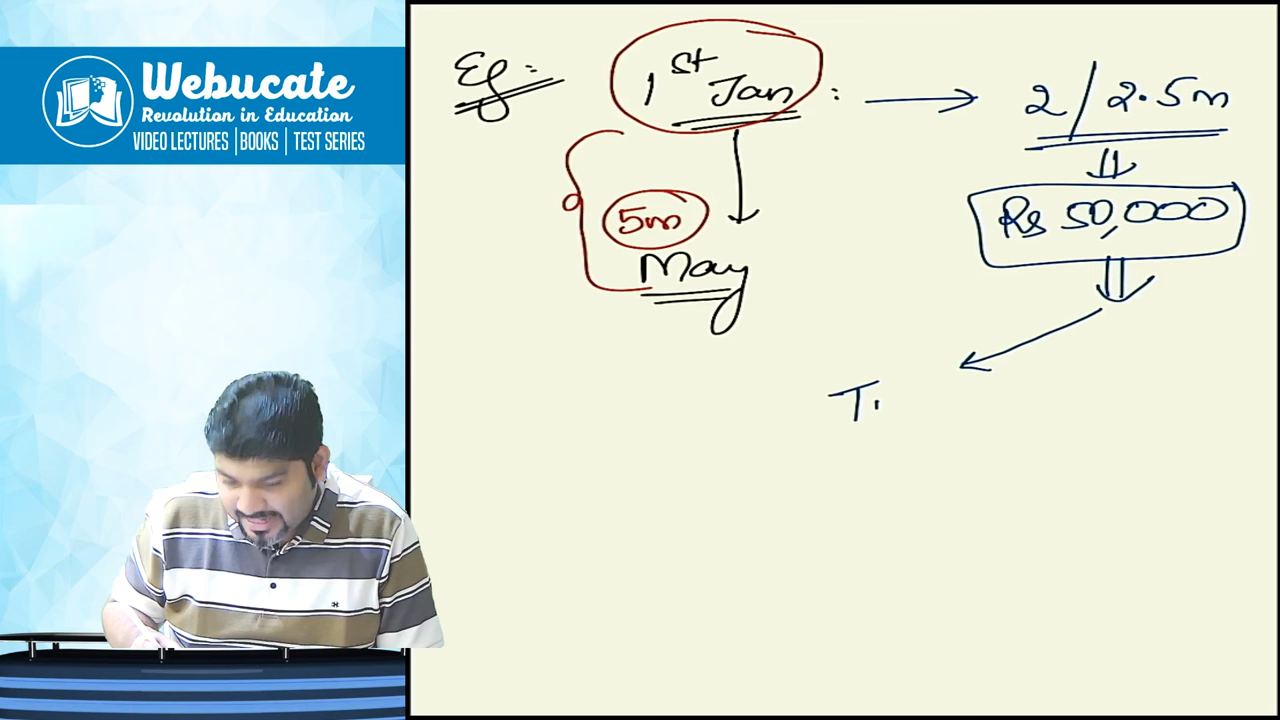 Webucate
Revolution in Education
VIDEO LECTURES | BOOKS | TEST SERIES
Eg :
1st Jan : → 2 / 2.5m
Rs 50,000
5m
May